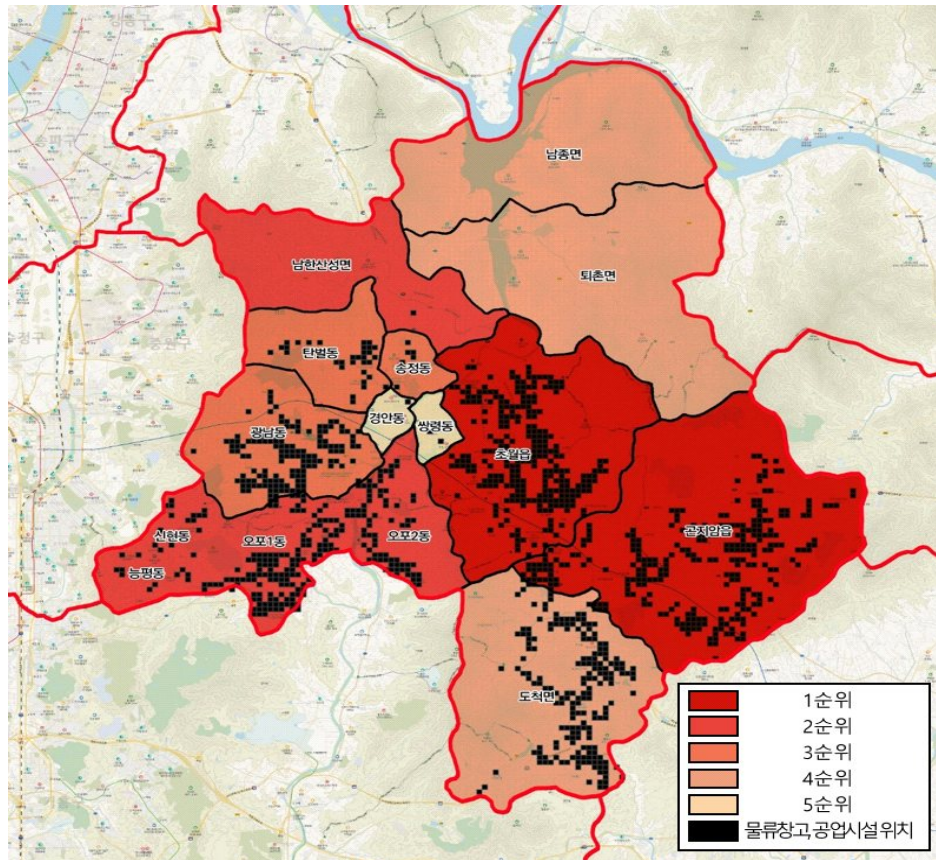 남종면
퇴촌면
남한산성면
탄벌동
송정동
경안동
쌍령동
광남동
초월읍
신현동
오포1동
오포2동
곤지암읍
능평동
도척면
1순위
2순위
3순위
4순위
5순위
물류창고,공업시설 위치